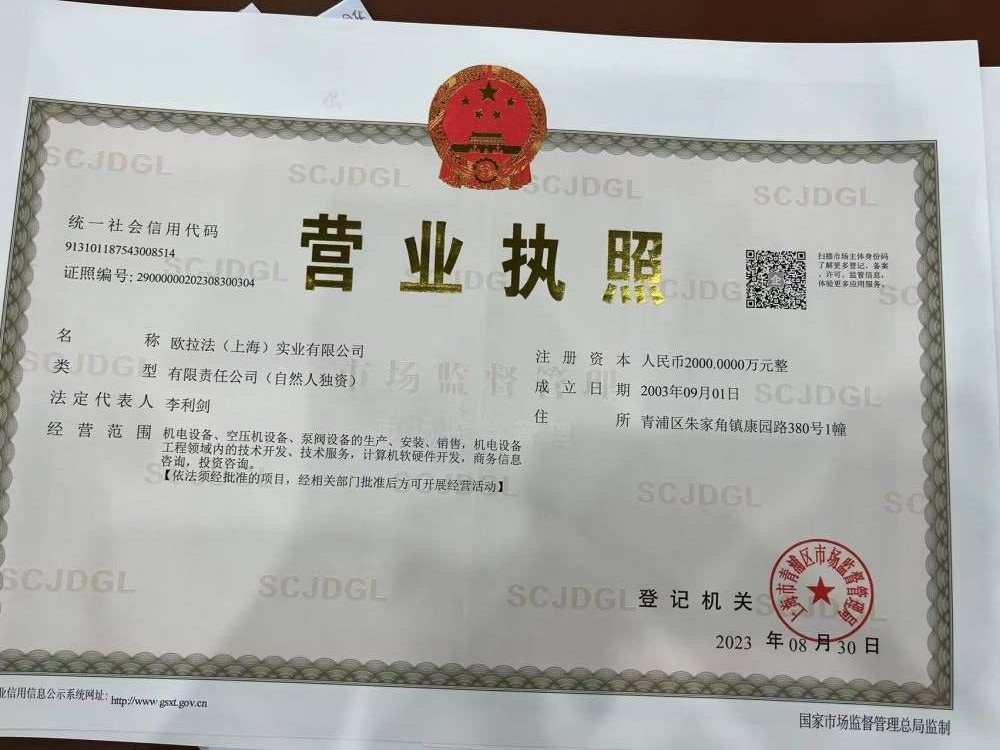 统一社会信用代码
913101187543008514
证照编号:29000000202308300304
营业执照
扫描市场主体身份码
了解更多登记、备案
、许可、监管信息,
体验更多应用服务。
名称 欧拉法（上海）实业有限公司
类型 有限责任公司（自然人独资）
法定代表人 李利剑
经营范围 机电设备、空压机设备、泵阀设备的生产、安装、销售,机电设备
工程领域内的技术开发、技术服务,计算机软硬件开发,商务信息
咨询,投资咨询。
【依法须经批准的项目,经相关部门批准后方可开展经营活动】
注册资本 人民币2000.0000万元整
成立日期 2003年09月01日
住所 青浦区朱家角镇康园路380号1幢
SCJDGL
市场监督管理
登记机关
上海市青浦区市场监督管理局
2023 年 08 月 30 日
业信用信息公示系统网址: http://www.gsxt.gov.cn
国家市场监督管理总局监制